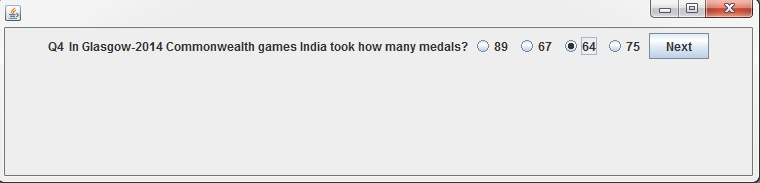 Q4 In Glasgow-2014 Commonwealth games India took how many medals? 89 67 64 75 Next